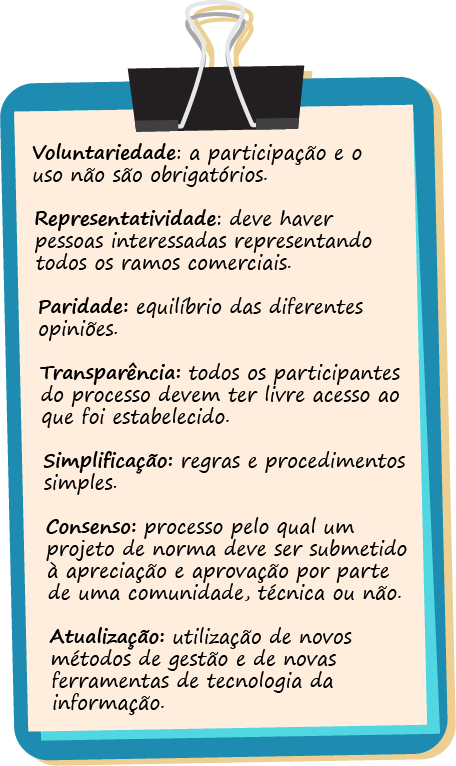 Voluntariedade: a participação e o
uso não são obrigatórios.
Representatividade: deve haver
pessoas interessadas representando
todos os ramos comerciais.
Paridade: equilíbrio das diferentes
opiniões.
Transparência: todos os participantes
do processo devem ter livre acesso ao
que foi estabelecido.
Simplificação: regras e procedimentos
simples.
Consenso: processo pelo qual um
projeto de norma deve ser submetido
à apreciação e aprovação por parte
de uma comunidade, técnica ou não.
Atualização: utilização de novos
métodos de gestão e de novas
ferramentas de tecnologia da
informação.